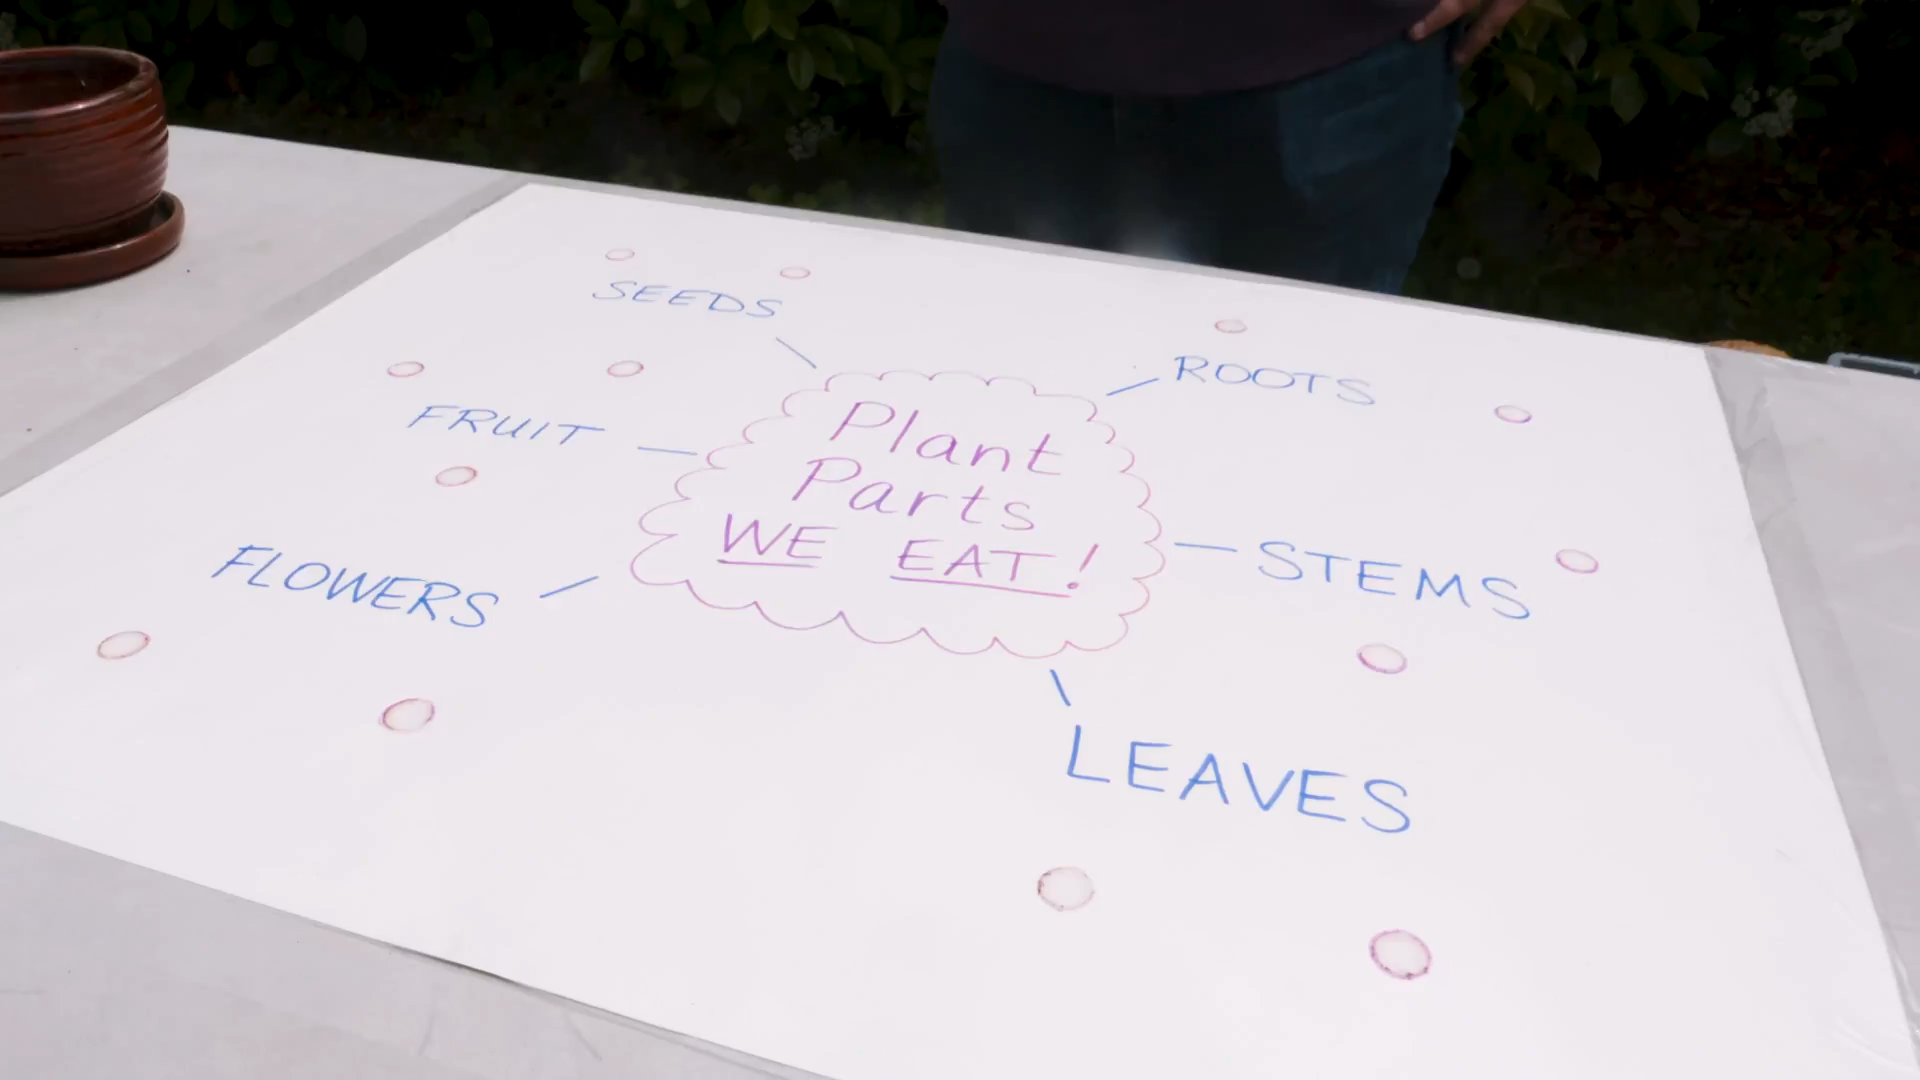 SEEDS
ROOTS
FRUIT
Plant
Parts
WE EAT!
STEMS
FLOWERS
LEAVES